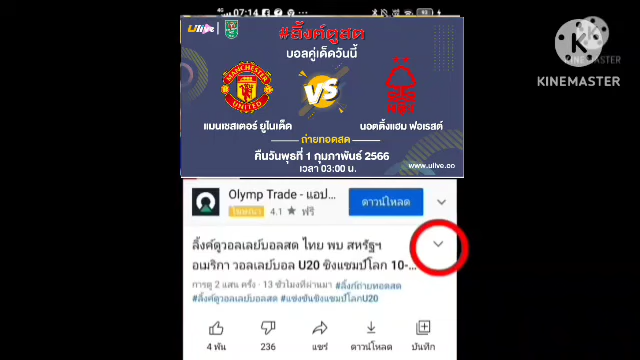 07:14
KINEMASTER
Ulive
#ลิ้งค์ดูสด
บอลคู่เด็ดวันนี้
MANCHESTER
UNITED
VS
แมนเชสเตอร์ ยูไนเต็ด
นอตติ้งแฮม ฟอเรสต์
ถ่ายทอดสด
คืนวันพุธที่ 1 กุมภาพันธ์ 2566
เวลา 03:00 น.
www.ulive.co
Olymp Trade - แอป...
โฆษณา 4.1 ★ ฟรี
ดาวน์โหลด
ลิ้งค์ดูวอลเลย์บอลสด ไทย พบ สหรัฐฯ
อเมริกา วอลเลย์บอล U20 ชิงแชมป์โลก 10-...
การดู 2 แสน ครั้ง · 13 ชั่วโมงที่ผ่านมา #ลิ้งก์ถ่ายทอดสด
#ลิ้งค์ดูวอลเลย์บอลสด #แข่งขันชิงแชมป์โลกU20
4 พัน 236 แชร์ ดาวน์โหลด บันทึก